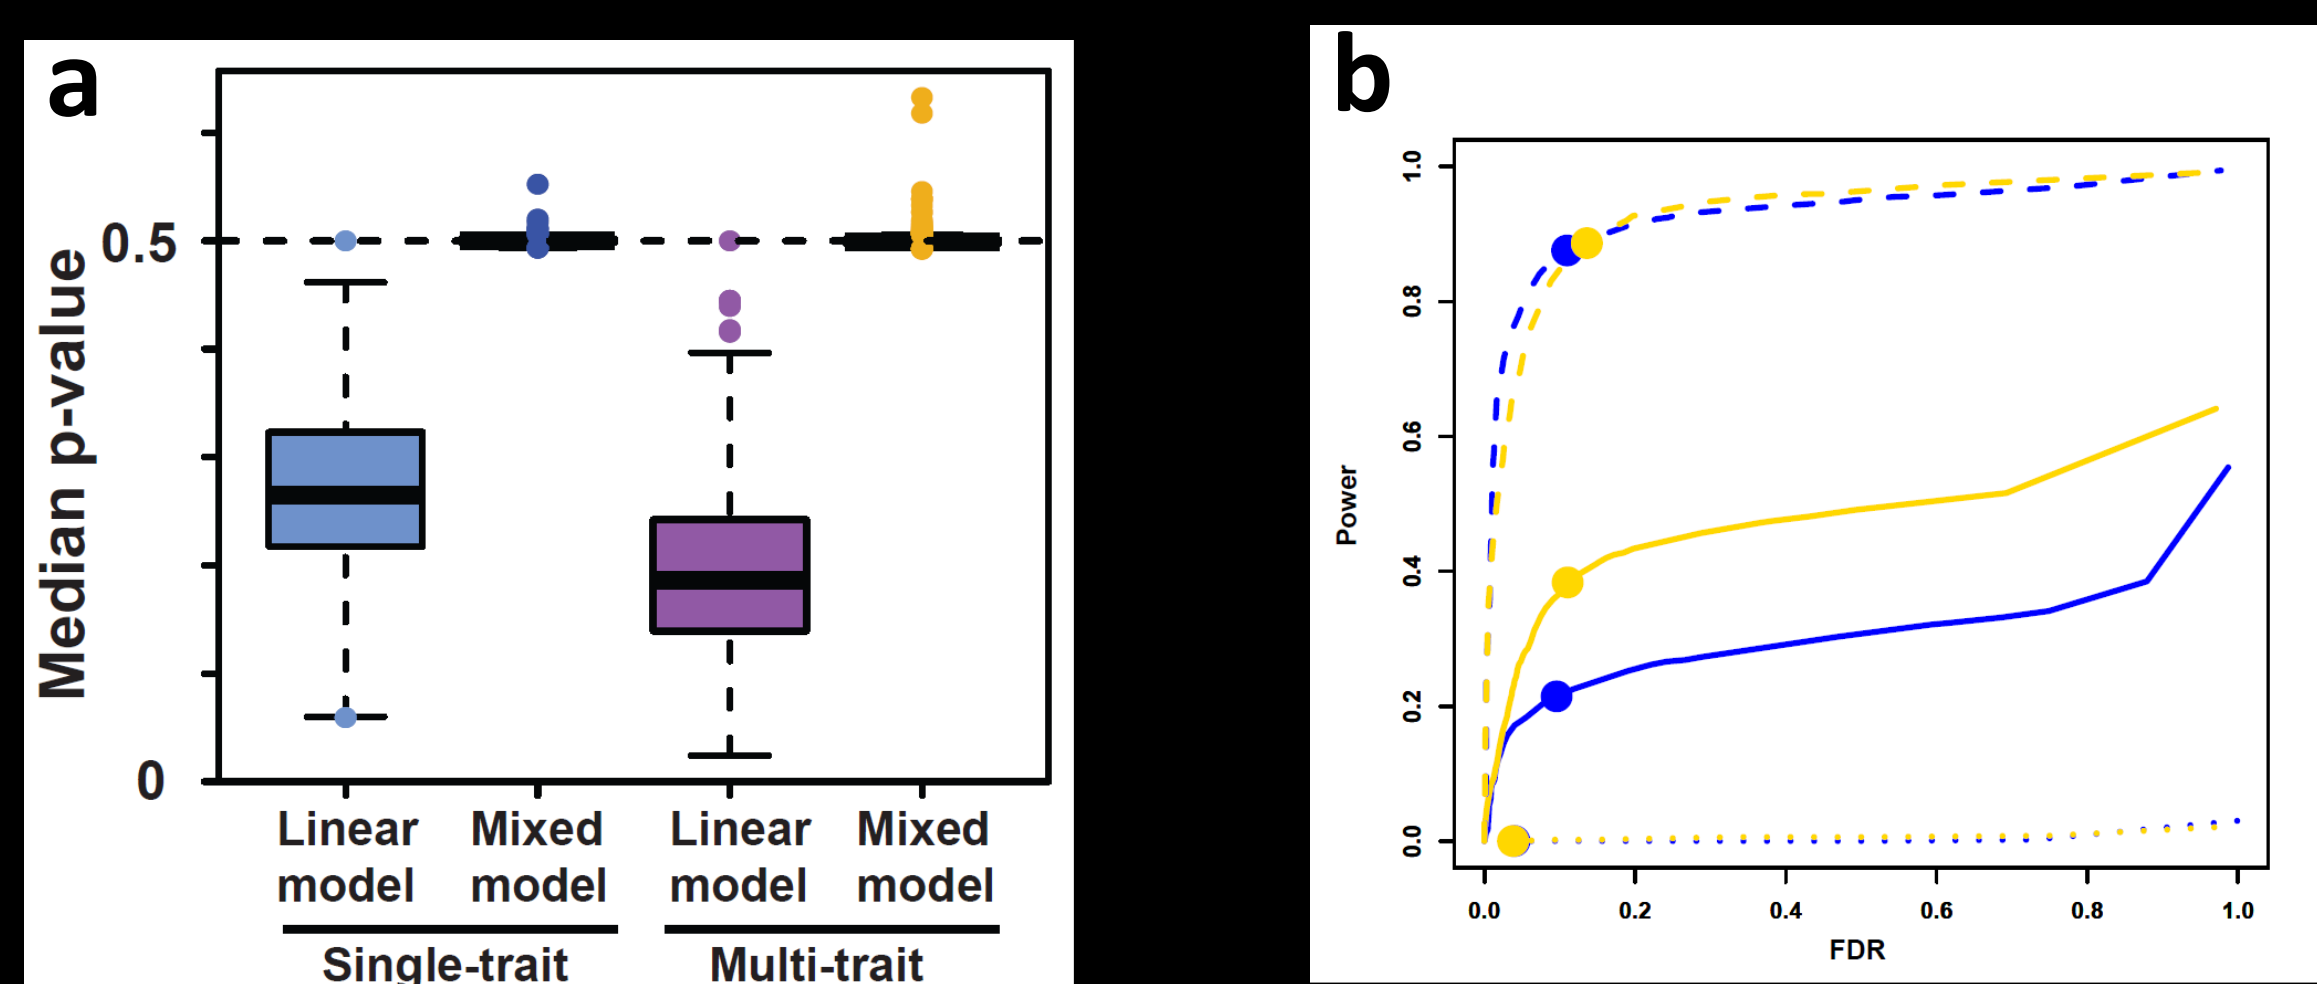 a
Median p-value
0.5
0
Linear model
Mixed model
Linear model
Mixed model
Single-trait
Multi-trait
b
Power
1.0
0.8
0.6
0.4
0.2
0.0
0.0 0.2 0.4 0.6 0.8 1.0
FDR